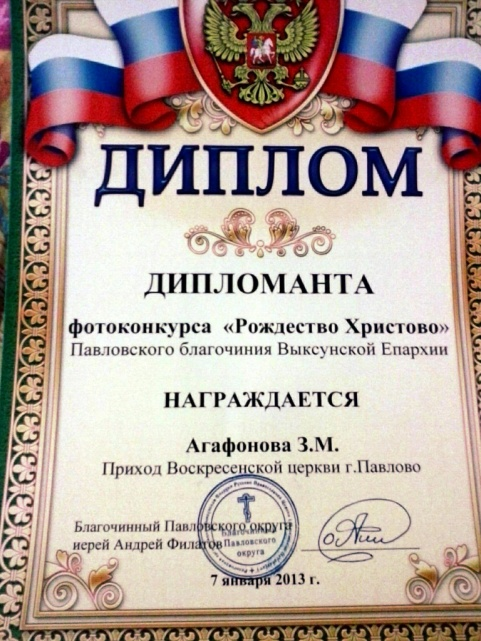 ДИПЛОМ
ДИПЛОМАНТА
фотоконкурса «Рождество Христово»
Павловского благочиния Выксунской Епархии
НАГРАЖДАЕТСЯ
Агафонова З.М.
Приход Воскресенской церкви г.Павлово
Благочинный Павловского округа
иерей Андрей Филатов
Благочинный
Павловского
округа
7 января 2013 г.